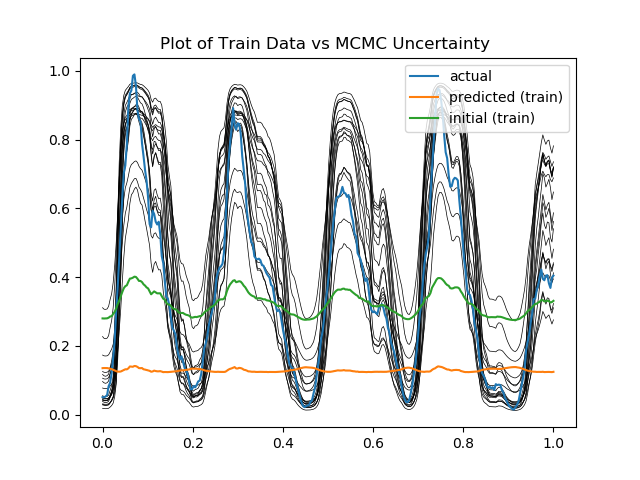 Plot of Train Data vs MCMC Uncertainty
actual
predicted (train)
initial (train)
1.0
0.8
0.6
0.4
0.2
0.0
0.0 0.2 0.4 0.6 0.8 1.0